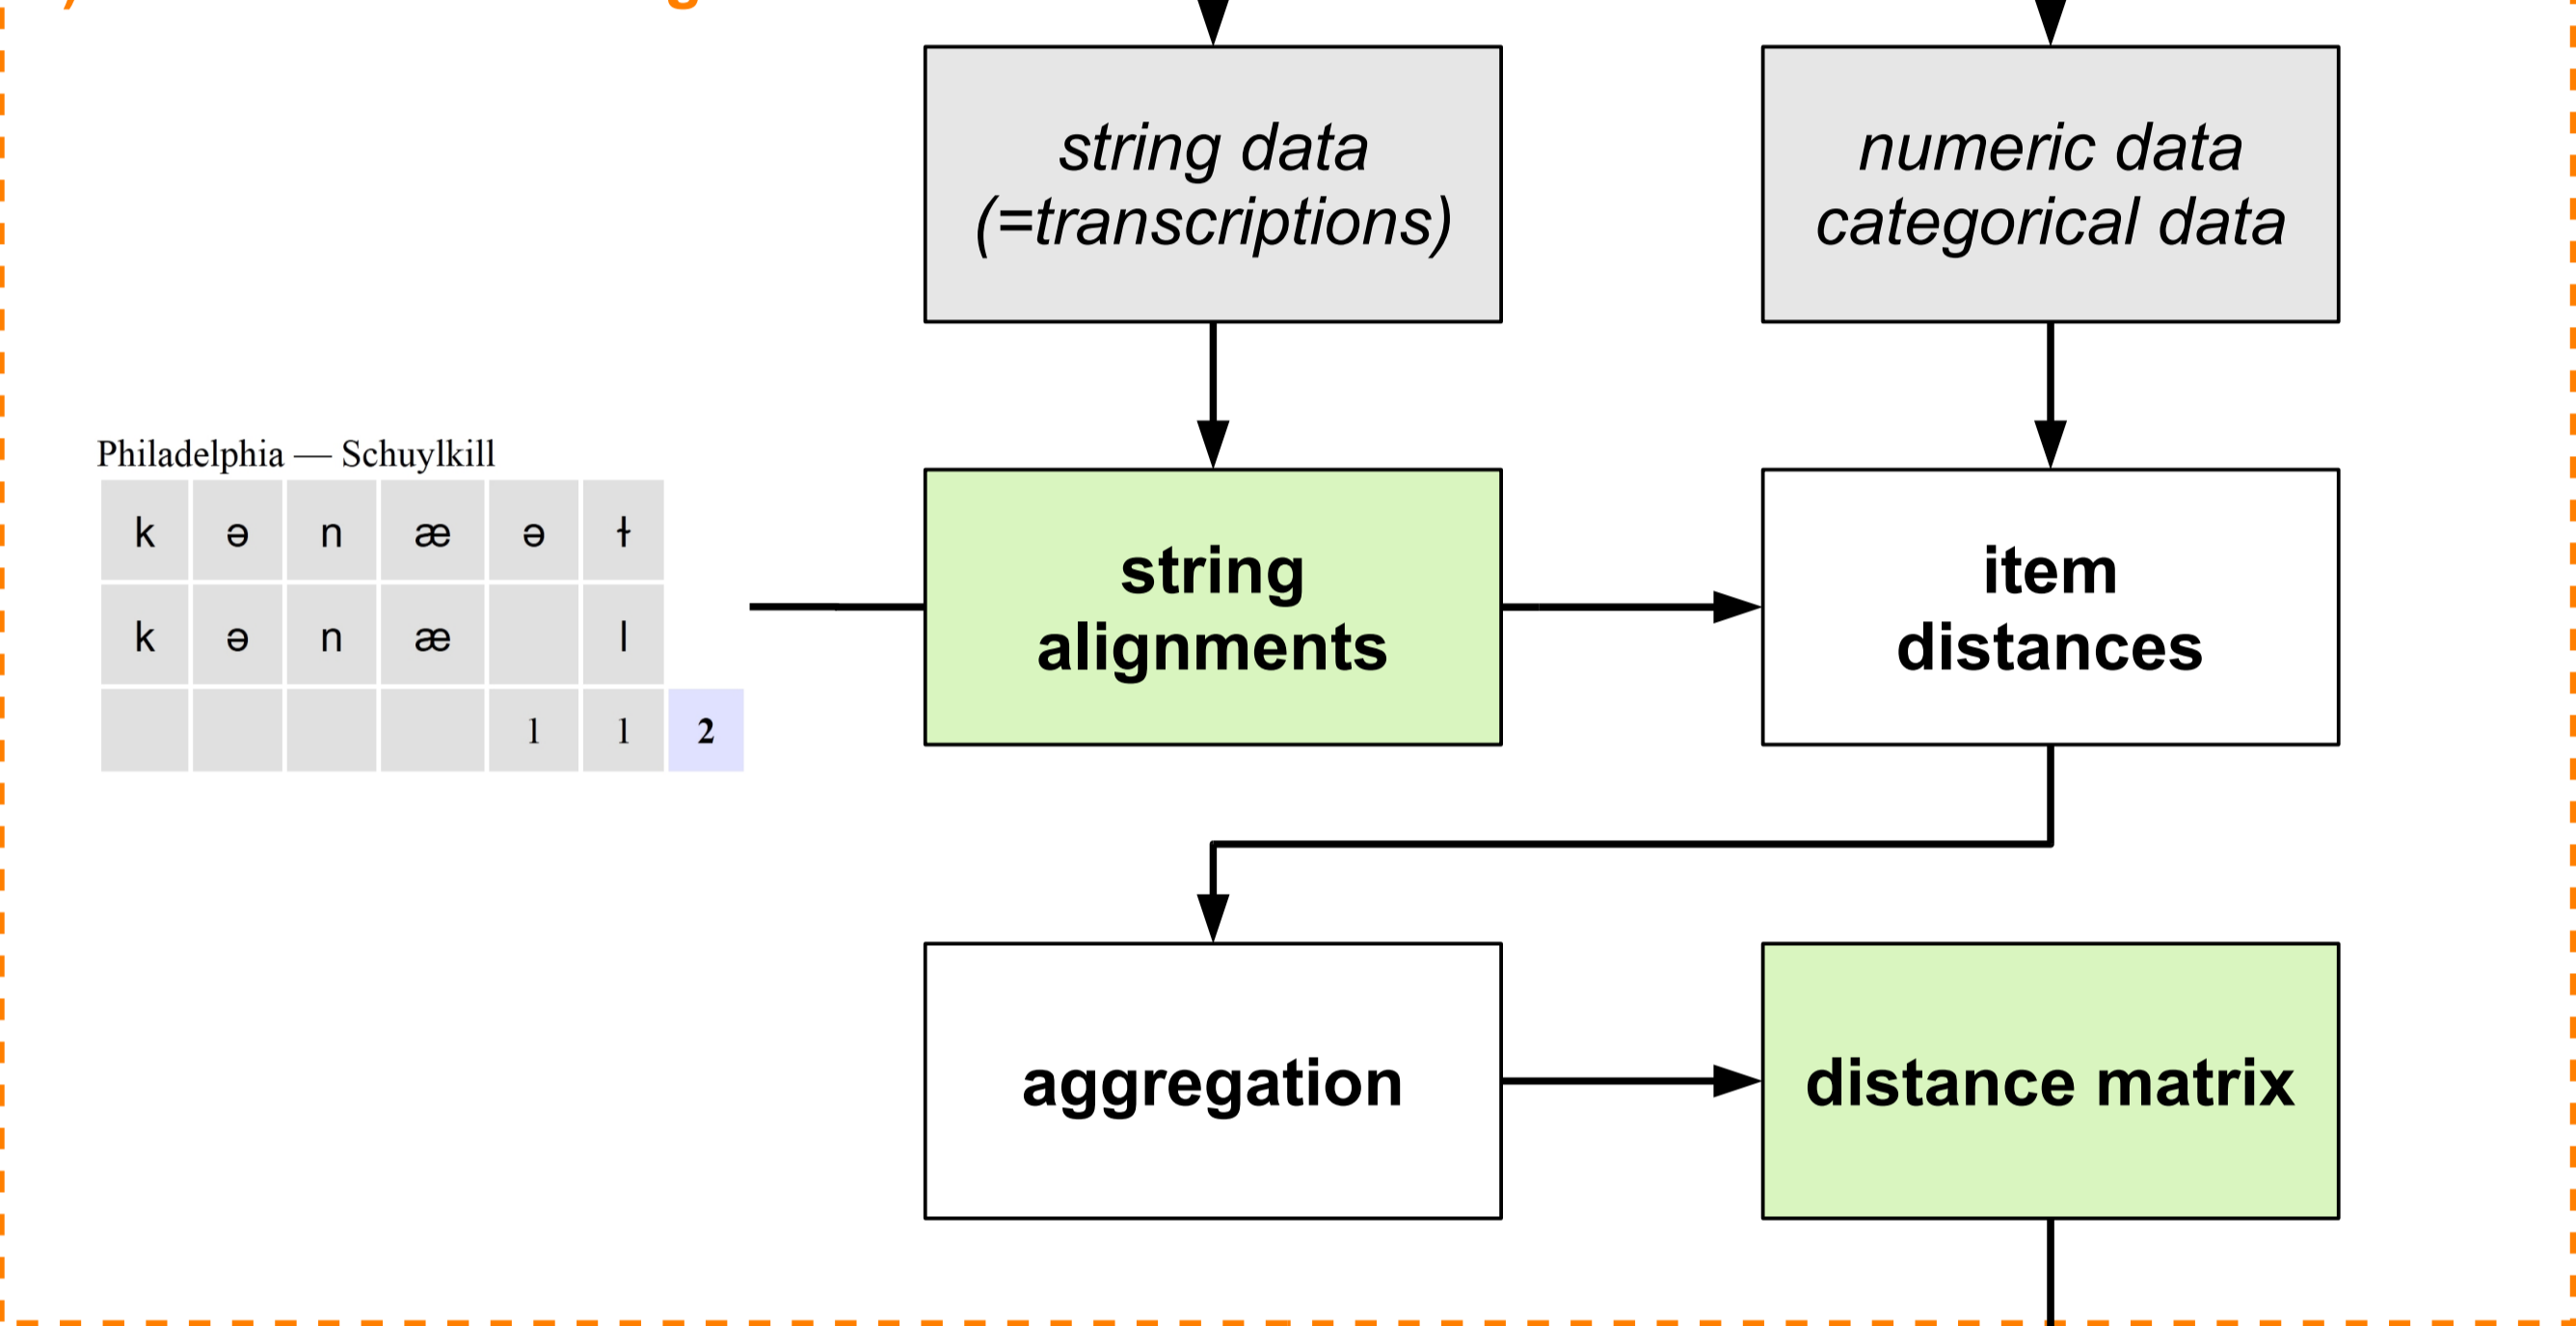 string data
(=transcriptions)
numeric data
categorical data
Philadelphia — Schuylkill
k ə n æ ə ɫ
k ə n æ l
1 1 2
string
alignments
item
distances
aggregation
distance matrix